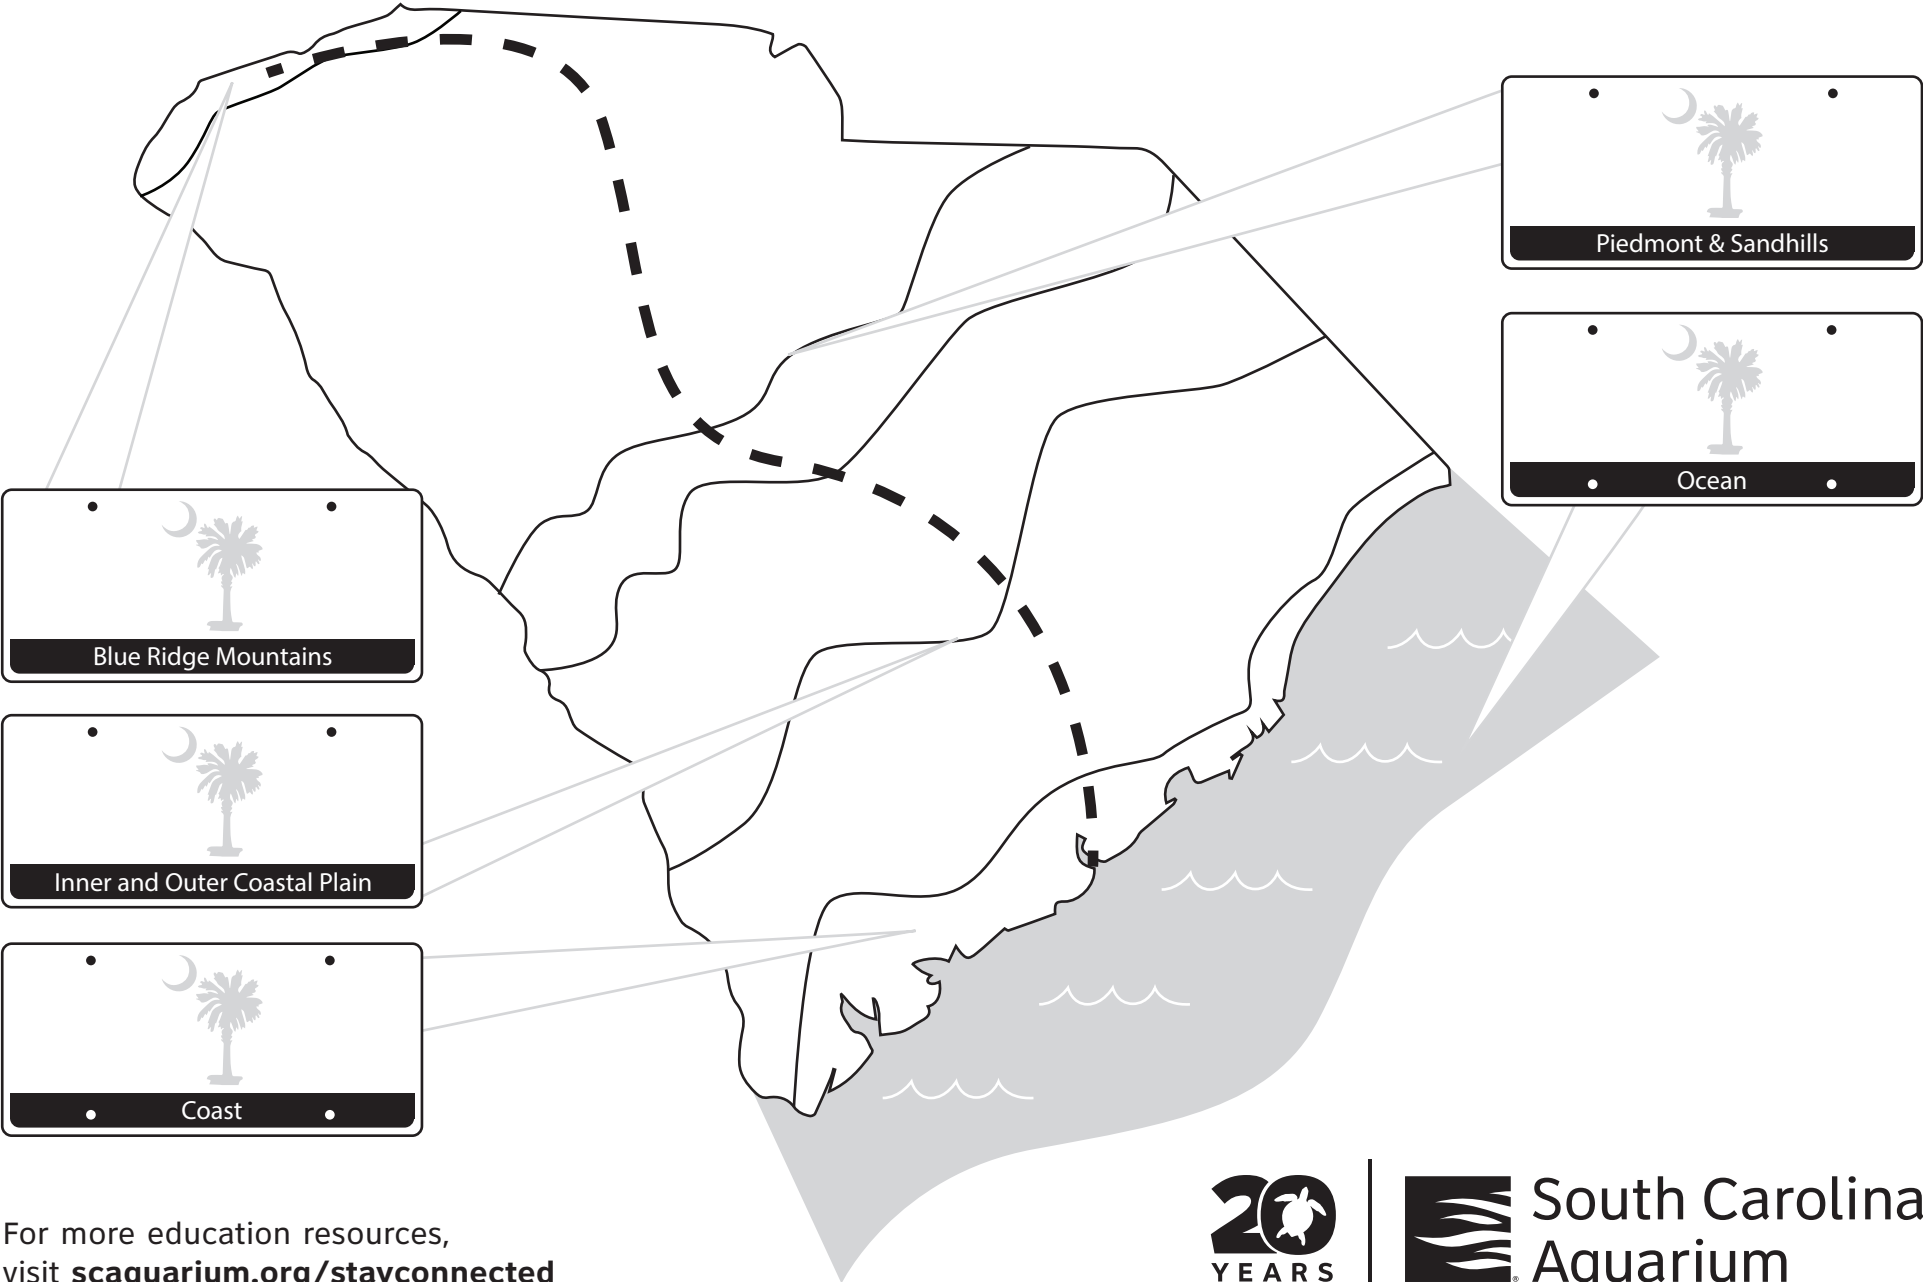 Piedmont & Sandhills
Ocean
Blue Ridge Mountains
Inner and Outer Coastal Plain
Coast
For more education resources,
visit scaquarium.org/stayconnected
20
YEARS
South Carolina
Aquarium
®